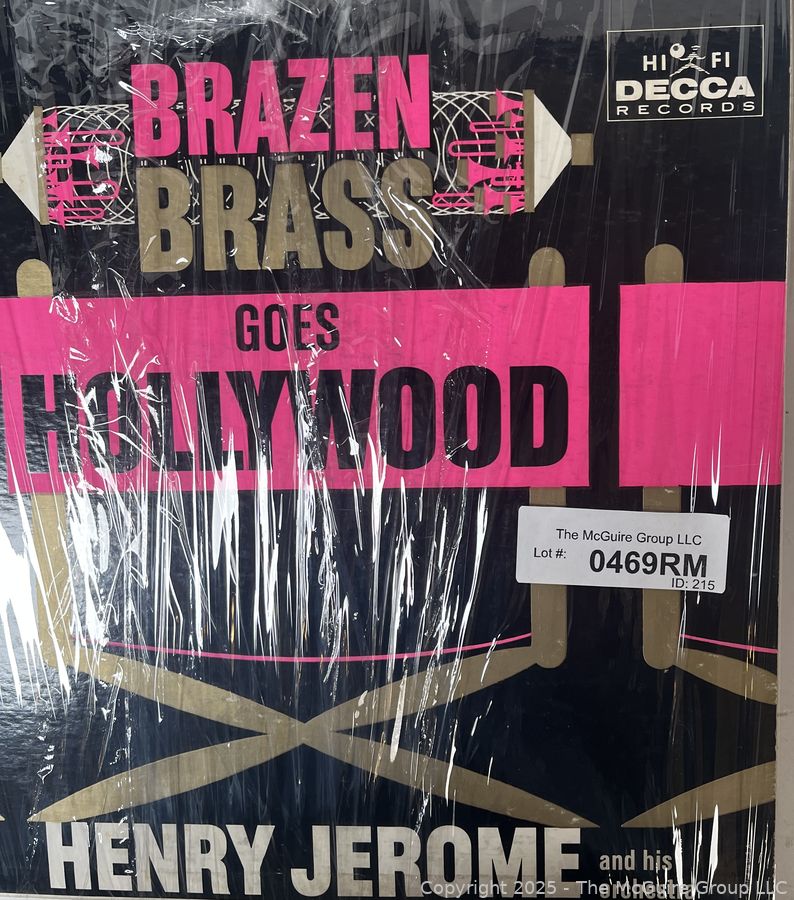 HI FI
DECCA
RECORDS
BRAZEN
BRASS
GOES
HOLLYWOOD
The McGuire Group LLC
Lot #: 0469RM
ID: 215
HENRY JEROME and his
orchestra
Copyright 2025 - The McGuire Group LLC